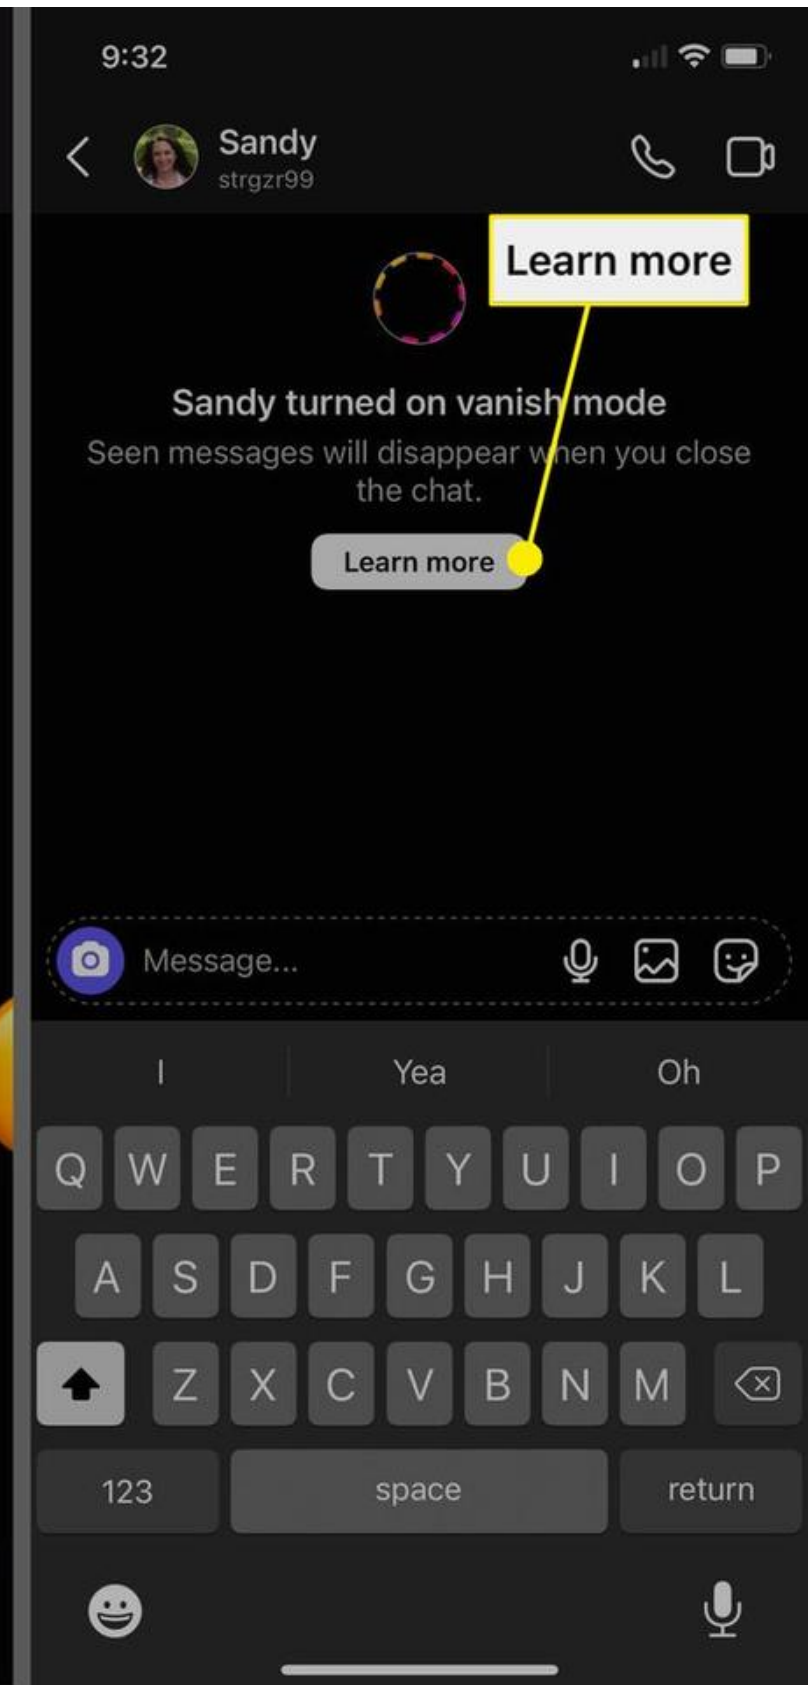 9:32
Sandy
strgzr99
Learn more
Sandy turned on vanish mode
Seen messages will disappear when you close
the chat.
Learn more
Message...
I Yea Oh
Q W E R T Y U I O P
A S D F G H J K L
Z X C V B N M
123 space return